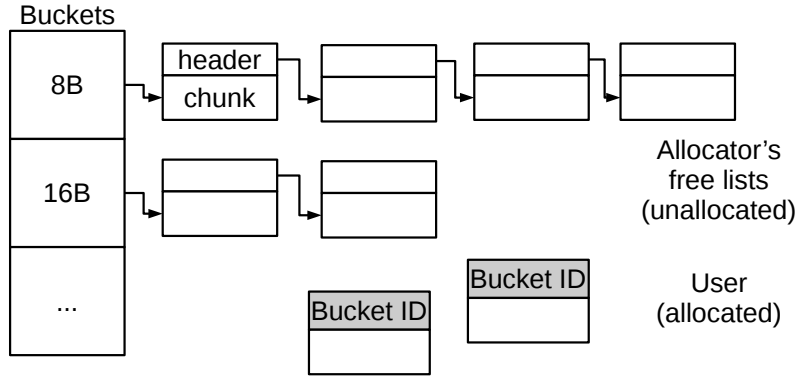 Buckets
8B
header
chunk
16B
Allocator's
free lists
(unallocated)
...
Bucket ID
Bucket ID
User
(allocated)